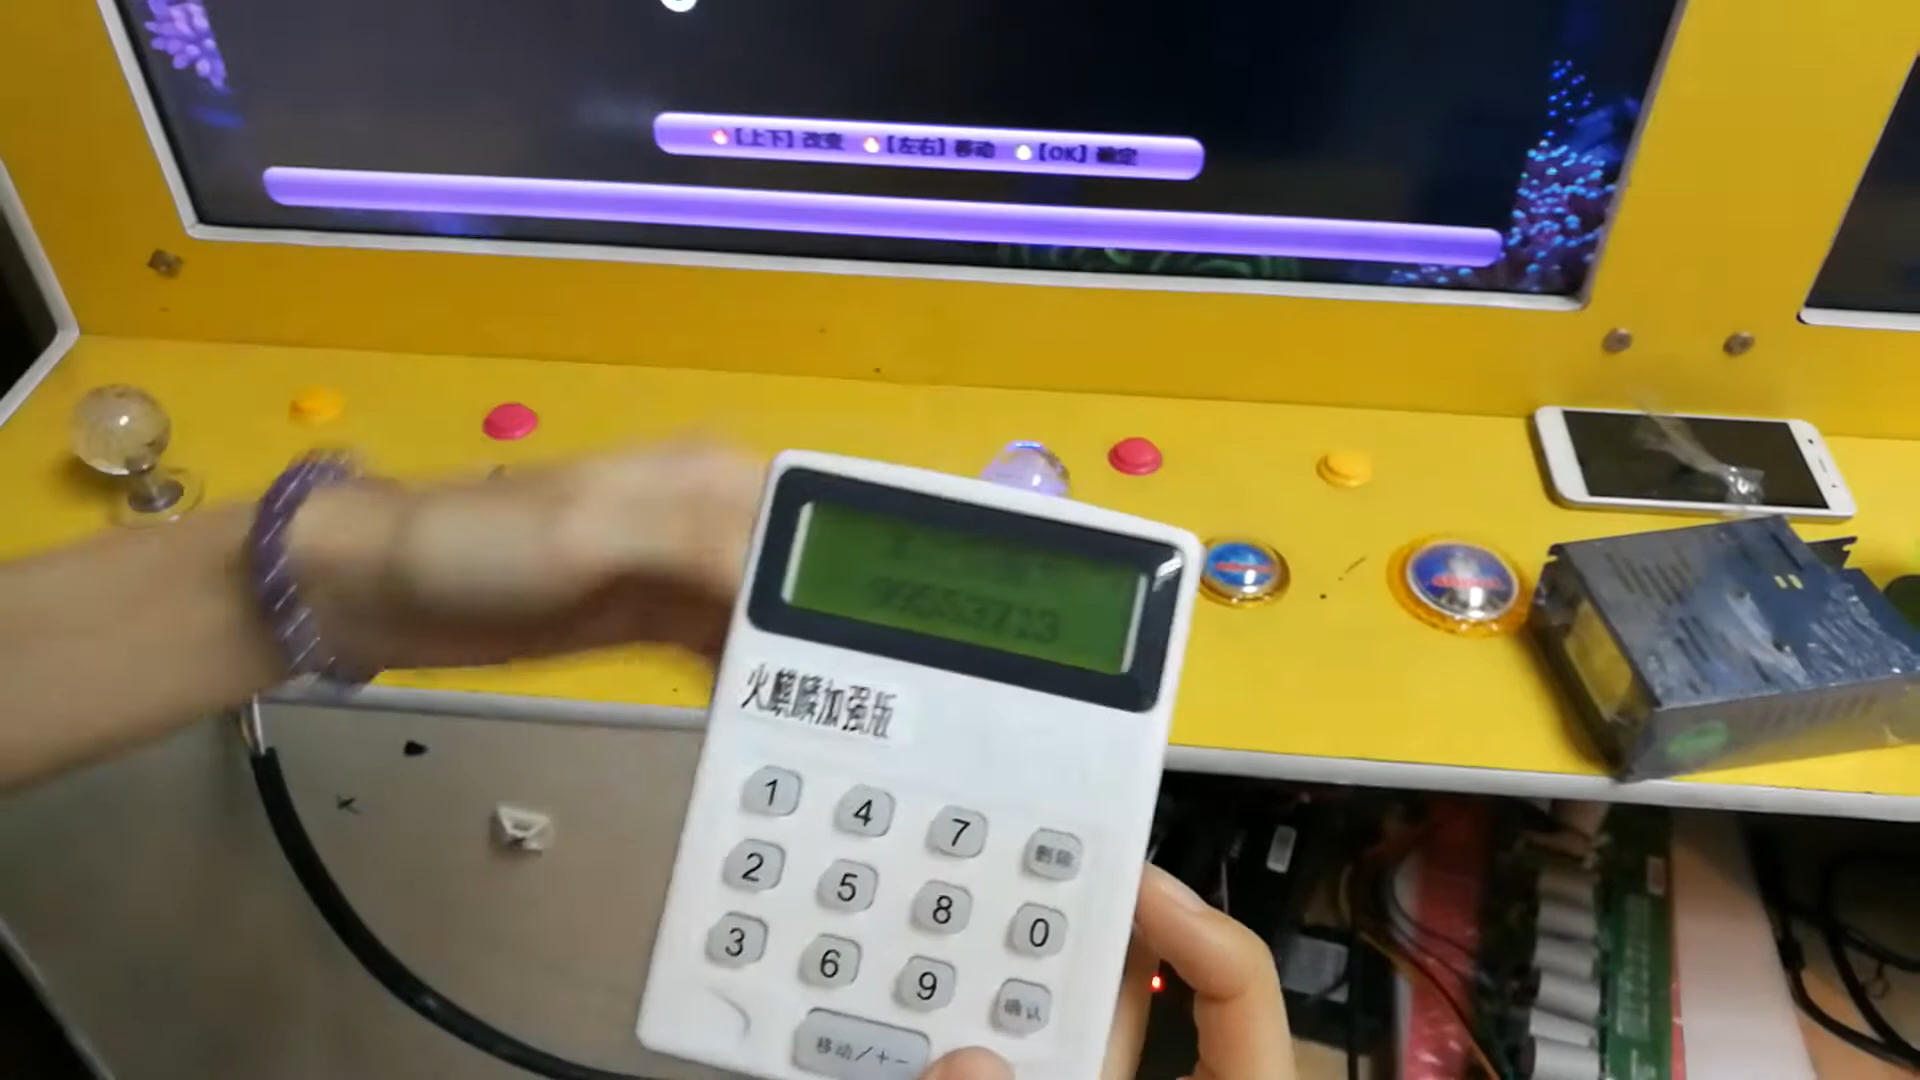 【上下】改变 【左右】移动 【OK】确定
火麒麟加强版
1 4 7 删除
2 5 8 0
3 6 9 确认
移动/+-